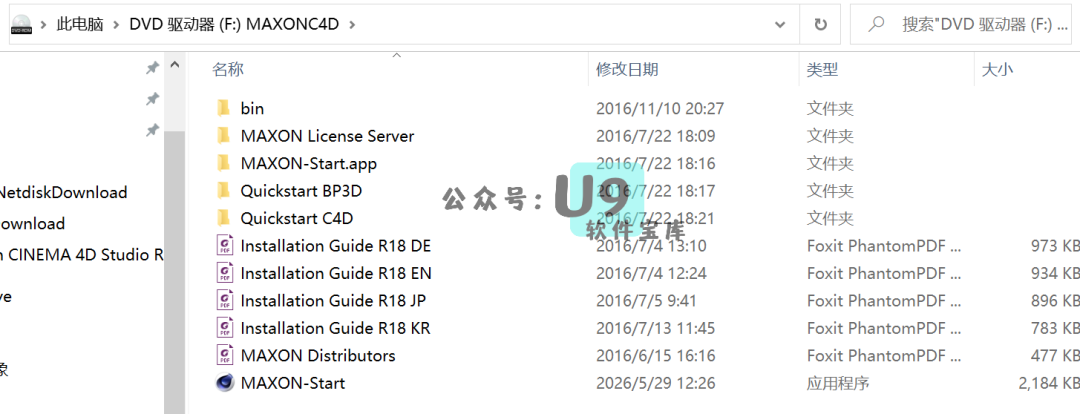 此电脑 > DVD 驱动器 (F:) MAXONC4D >
搜索"DVD 驱动器 (F:) ...
名称 修改日期 类型 大小
bin 2016/11/10 20:27 文件夹
MAXON License Server 2016/7/22 18:09 文件夹
MAXON-Start.app 2016/7/22 18:16 文件夹
NetdiskDownload
Quickstart BP3D 2016/7/22 18:17 文件夹
ownload
Quickstart C4D 2016/7/22 18:21 文件夹
公众号: U9
软件宝库
n CINEMA 4D Studio R
Installation Guide R18 DE 2016/7/4 13:10 Foxit PhantomPDF ... 973 KB
Installation Guide R18 EN 2016/7/4 12:24 Foxit PhantomPDF ... 934 KB
ve
Installation Guide R18 JP 2016/7/5 9:41 Foxit PhantomPDF ... 896 KB
Installation Guide R18 KR 2016/7/13 11:45 Foxit PhantomPDF ... 783 KB
MAXON Distributors 2016/6/15 16:16 Foxit PhantomPDF ... 477 KB
象
MAXON-Start 2026/5/29 12:26 应用程序 2,184 KB